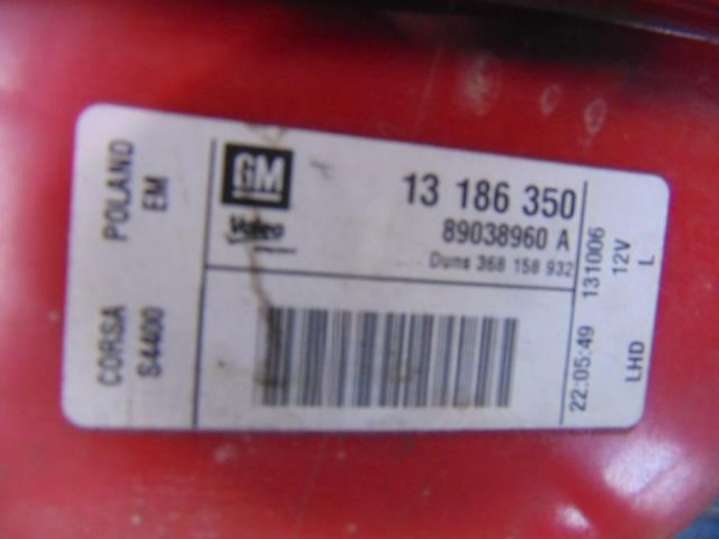 CORSA POLAND
S4400 EM
GM
Valeo
13 186 350
89038960 A
Duns 368 158 932
22:05:49 131006
12V
LHD L